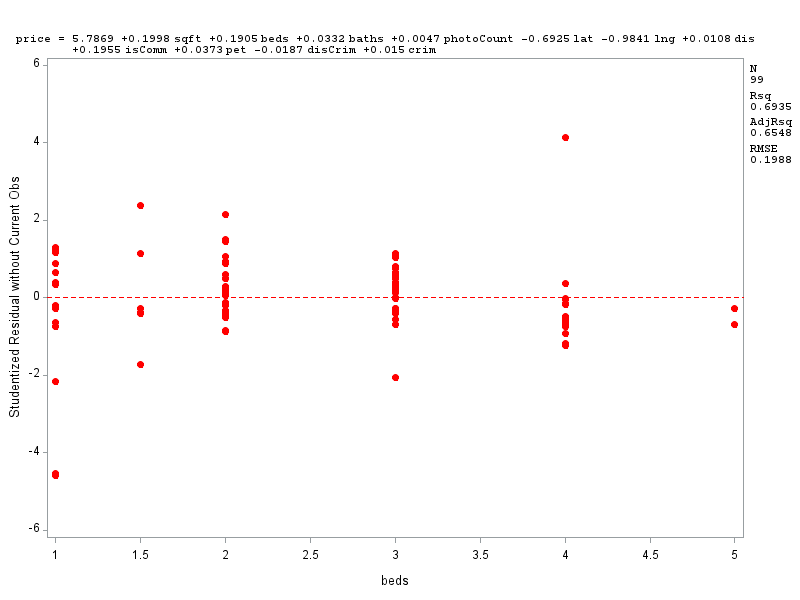 price = 5.7869 +0.1998 sqft +0.1905 beds +0.0332 baths +0.0047 photoCount -0.6925 lat -0.9841 lng +0.0108 dis
+0.1955 isComm +0.0373 pet -0.0187 disCrim +0.015 crim
N
99
Rsq
0.6935
AdjRsq
0.6548
RMSE
0.1988
Studentized Residual without Current Obs
6
4
2
0
-2
-4
-6
1 1.5 2 2.5 3 3.5 4 4.5 5
beds